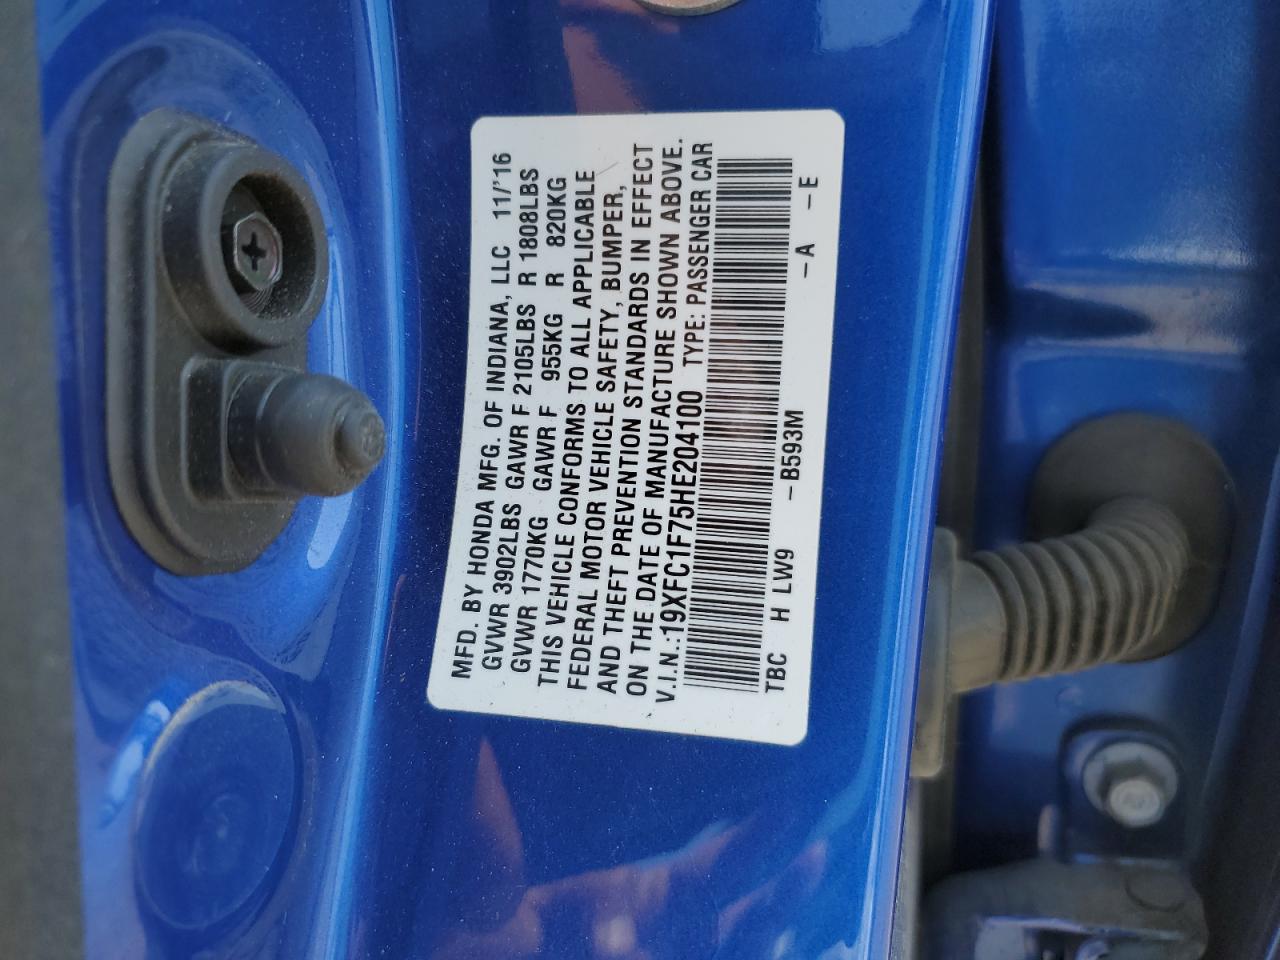 MFD. BY HONDA MFG. OF INDIANA, LLC 11/'16
GVWR 3902LBS GAWR F 2105LBS R 1808LBS
GVWR 1770KG GAWR F 955KG R 820KG
THIS VEHICLE CONFORMS TO ALL APPLICABLE
FEDERAL MOTOR VEHICLE SAFETY, BUMPER,
AND THEFT PREVENTION STANDARDS IN EFFECT
ON THE DATE OF MANUFACTURE SHOWN ABOVE.
V.I.N.:19XFC1F75HE204100 TYPE: PASSENGER CAR
TBC H LW9 -B593M -A -E